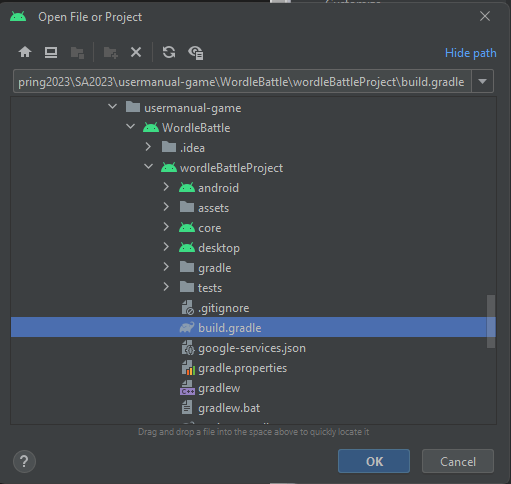 Open File or Project
Hide path
pring2023\SA2023\usermanual-game\WordleBattle\wordleBattleProject\build.gradle
usermanual-game
WordleBattle
.idea
wordleBattleProject
android
assets
core
desktop
gradle
tests
.gitignore
build.gradle
google-services.json
gradle.properties
gradlew
gradlew.bat
Drag and drop a file into the space above to quickly locate it
?
OK
Cancel